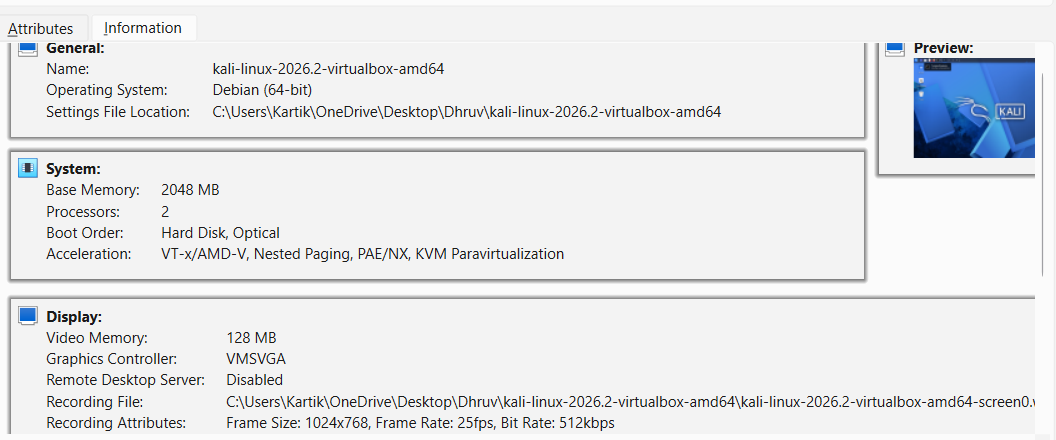 Attributes
Information
General:
Name: kali-linux-2026.2-virtualbox-amd64
Operating System: Debian (64-bit)
Settings File Location: C:\Users\Kartik\OneDrive\Desktop\Dhruv\kali-linux-2026.2-virtualbox-amd64
Preview:
KALI
System:
Base Memory: 2048 MB
Processors: 2
Boot Order: Hard Disk, Optical
Acceleration: VT-x/AMD-V, Nested Paging, PAE/NX, KVM Paravirtualization
Display:
Video Memory: 128 MB
Graphics Controller: VMSVGA
Remote Desktop Server: Disabled
Recording File: C:\Users\Kartik\OneDrive\Desktop\Dhruv\kali-linux-2026.2-virtualbox-amd64\kali-linux-2026.2-virtualbox-amd64-screen0.
Recording Attributes: Frame Size: 1024x768, Frame Rate: 25fps, Bit Rate: 512kbps